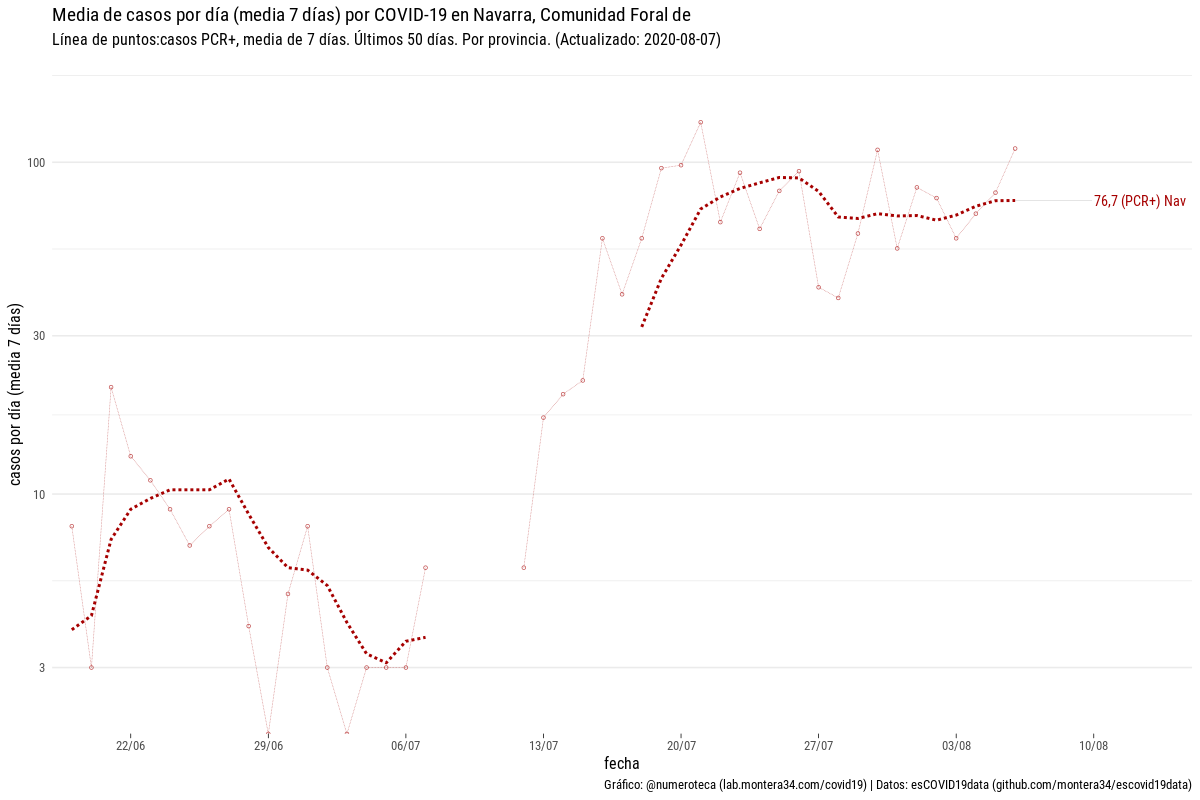 Media de casos por día (media 7 días) por COVID-19 en Navarra, Comunidad Foral de
Línea de puntos:casos PCR+, media de 7 días. Últimos 50 días. Por provincia. (Actualizado: 2020-08-07)
casos por día (media 7 días)
100
30
10
3
76,7 (PCR+) Nav
22/06
29/06
06/07
13/07
20/07
27/07
03/08
10/08
fecha
Gráfico: @numeroteca (lab.montera34.com/covid19) | Datos: esCOVID19data (github.com/montera34/escovid19data)